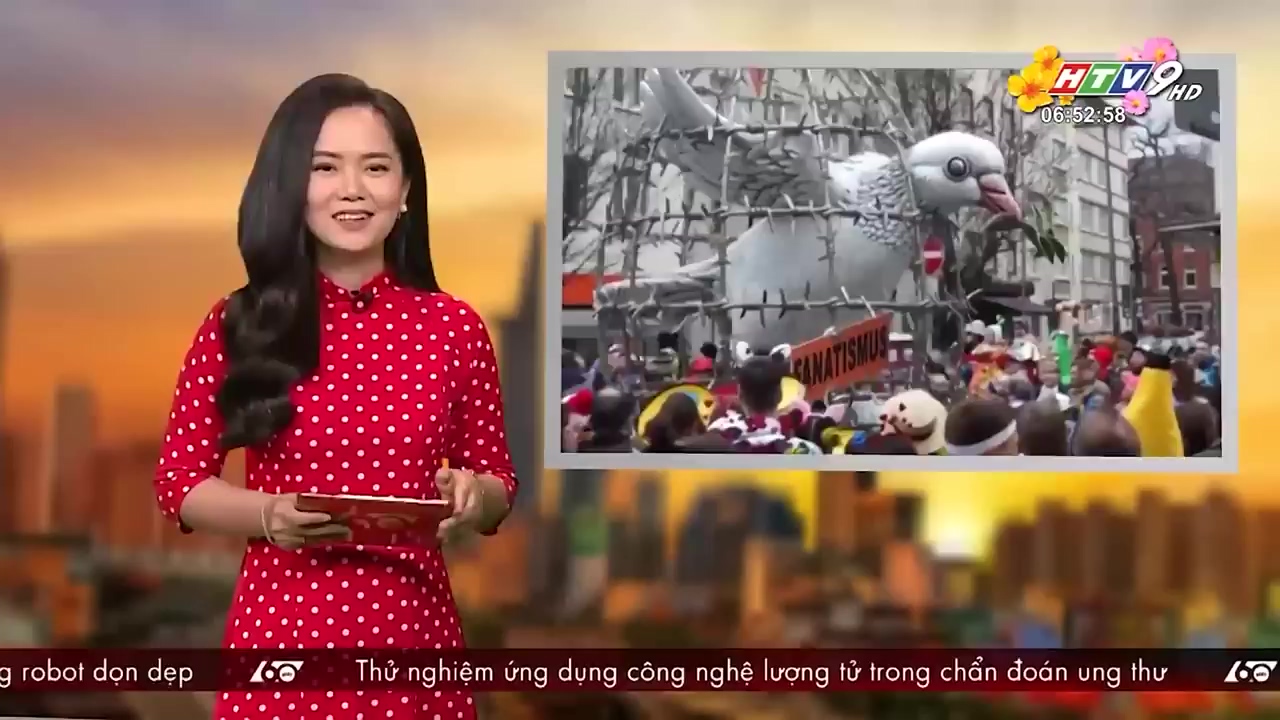 HTV9 HD
06:52:58
FANATISMUS
g robot dọn dẹp
Thử nghiệm ứng dụng công nghệ lượng tử trong chẩn đoán ung thư